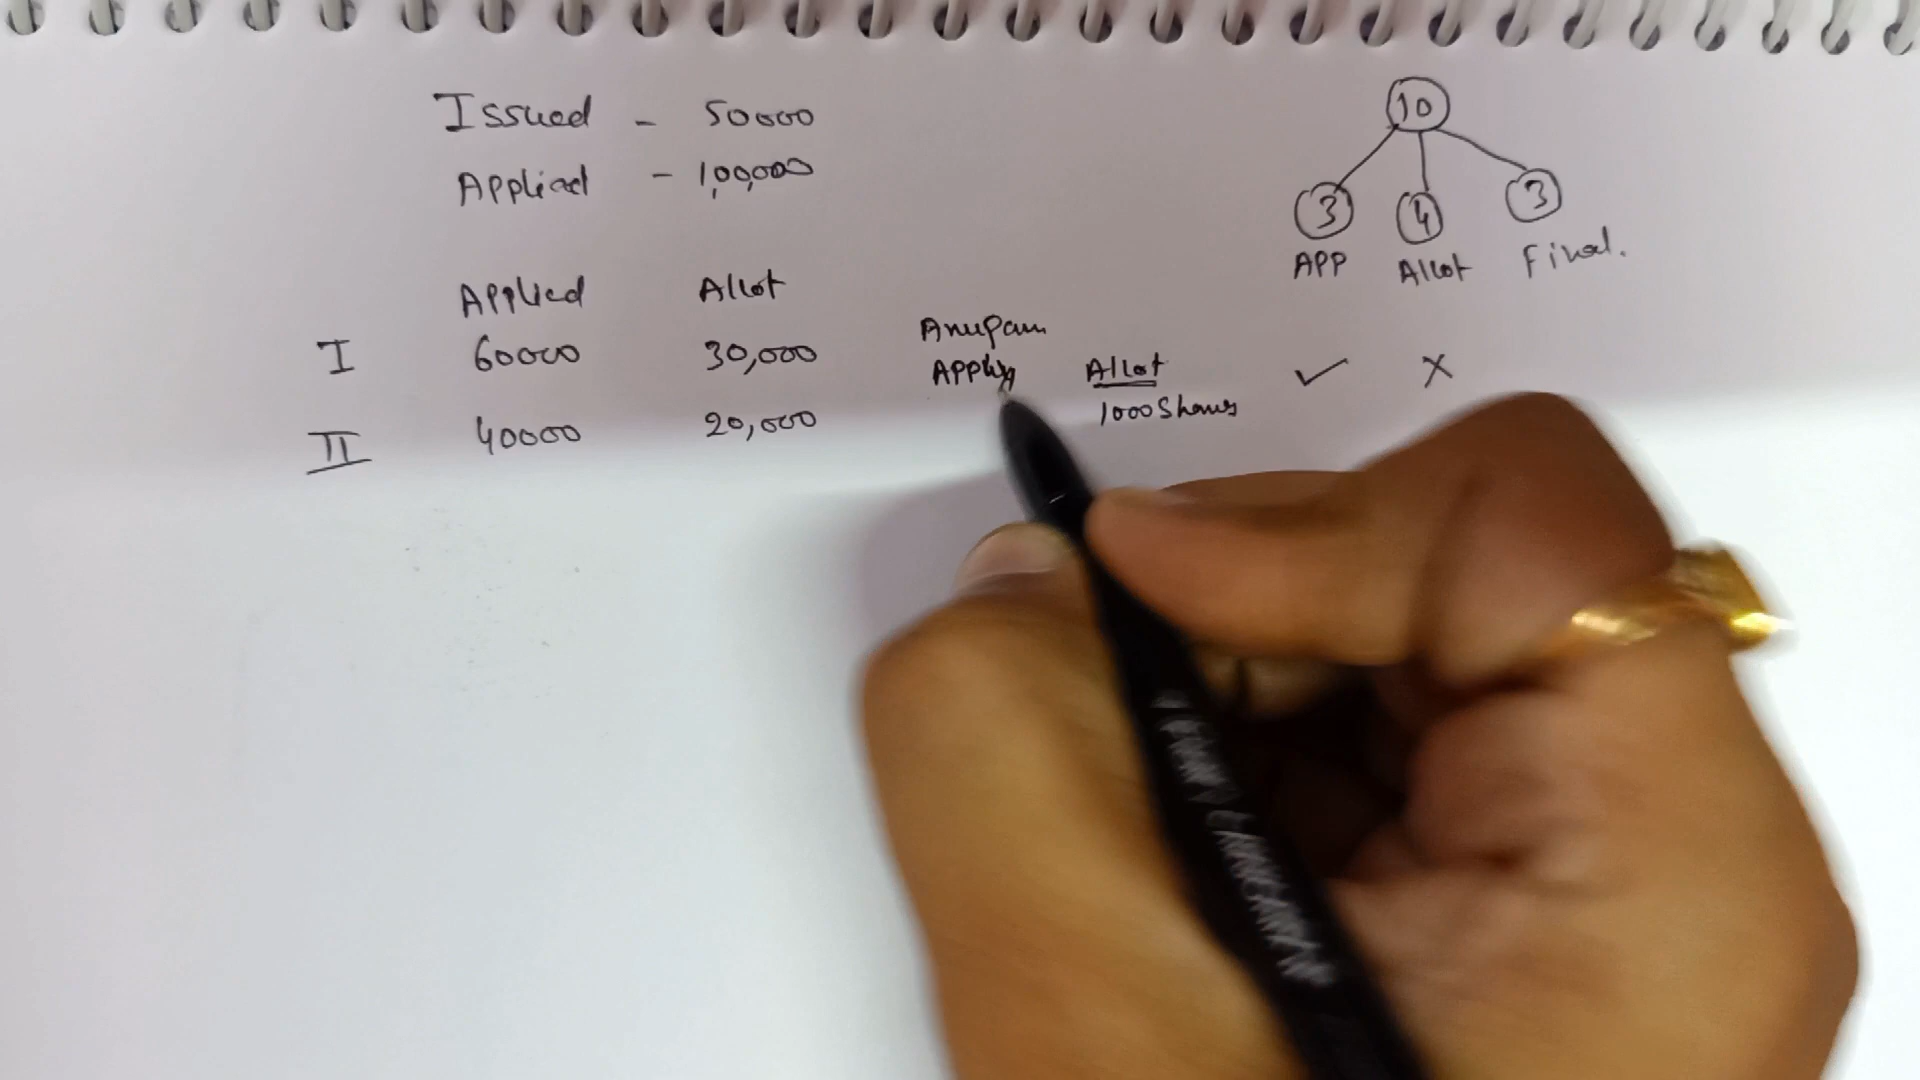 Issued - 50000
Applied - 1,00,000
10
3 4 3
APP Allot Final.
Applied Allot
I 60000 30,000
Anupam
Apply Allot ✓ X
1000 Shares
II 40000 20,000